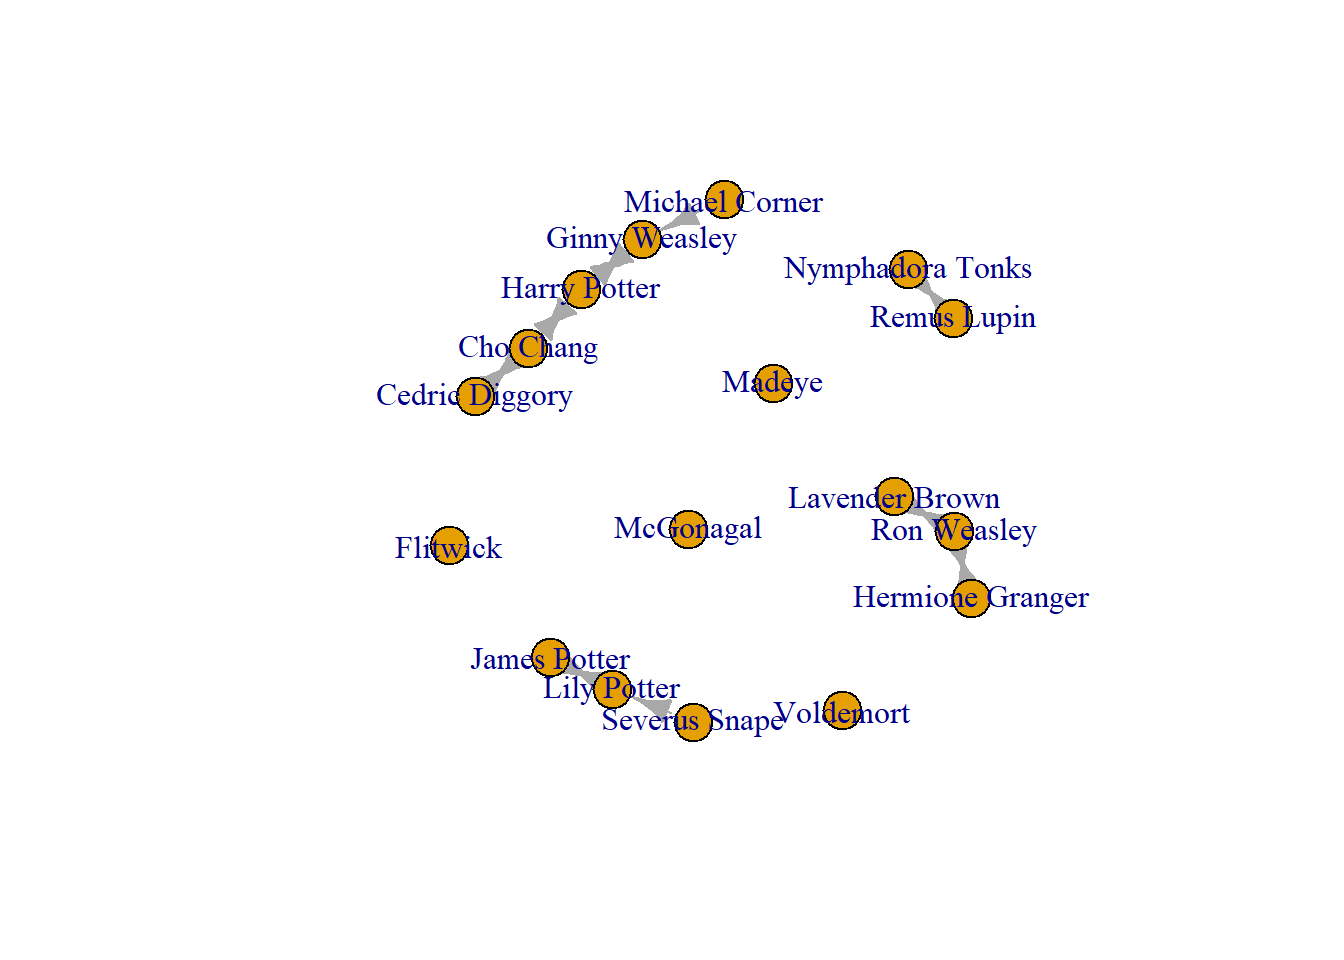 Michael Corner
Ginny Weasley
Nymphadora Tonks
Harry Potter
Remus Lupin
Cho Chang
Madeye
Cedric Diggory
Lavender Brown
McGonagal
Ron Weasley
Flitwick
Hermione Granger
James Potter
Lily Potter
Severus Snape
Voldemort